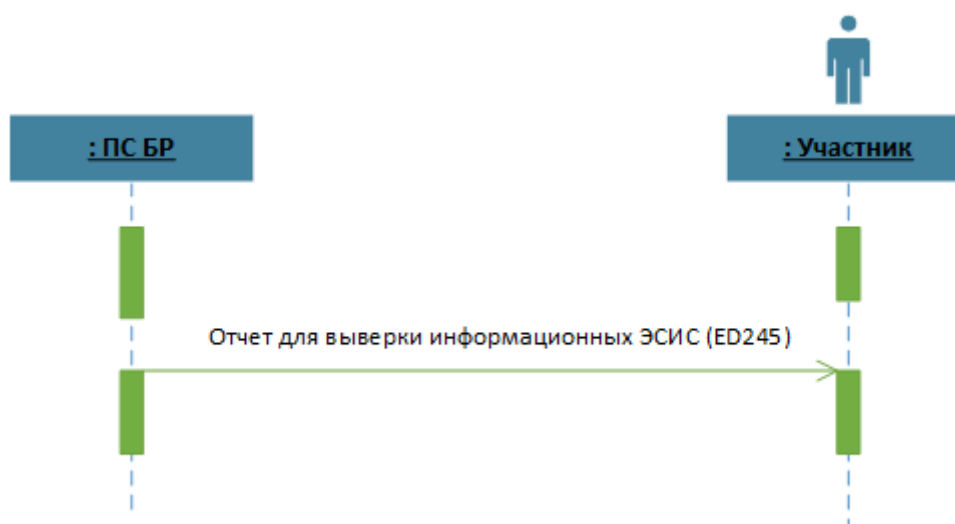 : ПС БР
: Участник
Отчет для выверки информационных ЭСИС (ED245)